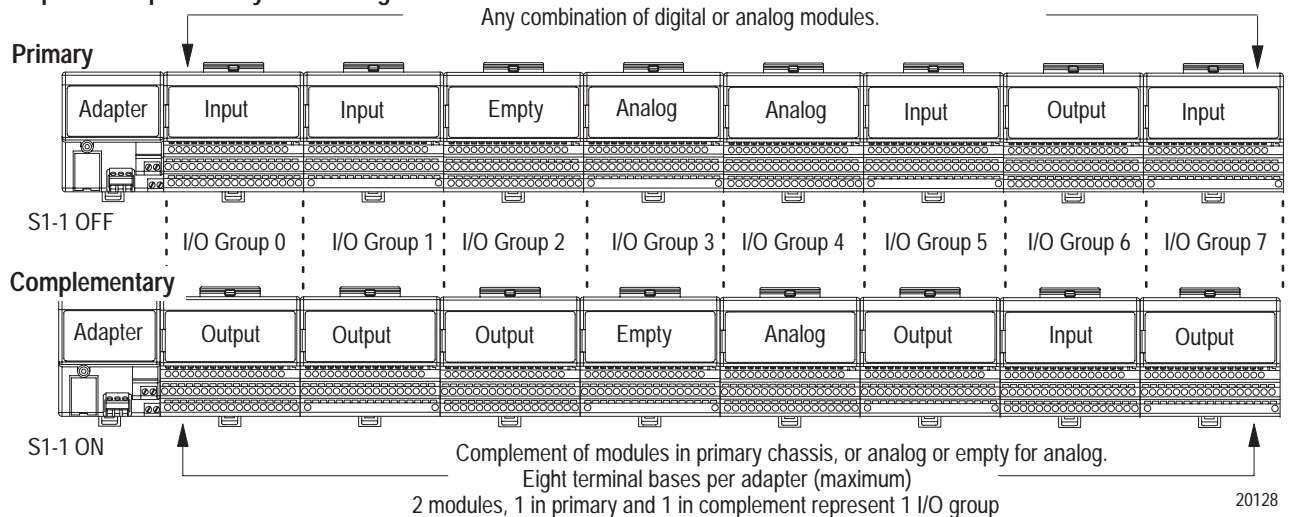 Any combination of digital or analog modules.
Primary
Adapter Input Input Empty Analog Analog Input Output Input
S1-1 OFF
I/O Group 0 I/O Group 1 I/O Group 2 I/O Group 3 I/O Group 4 I/O Group 5 I/O Group 6 I/O Group 7
Complementary
Adapter Output Output Output Empty Analog Output Input Output
S1-1 ON
Complement of modules in primary chassis, or analog or empty for analog.
Eight terminal bases per adapter (maximum)
2 modules, 1 in primary and 1 in complement represent 1 I/O group
20128